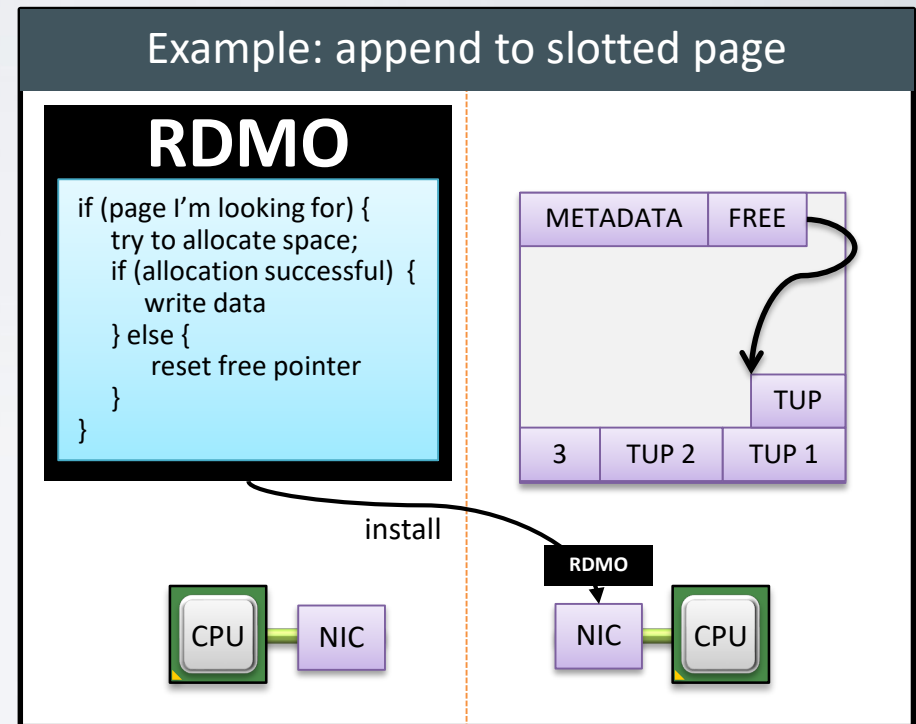 Example: append to slotted page
RDMO
if (page I'm looking for) {
try to allocate space;
if (allocation successful) {
write data
} else {
reset free pointer
}
}
METADATA FREE
TUP
3 TUP 2 TUP 1
install
RDMO
CPU NIC
NIC CPU